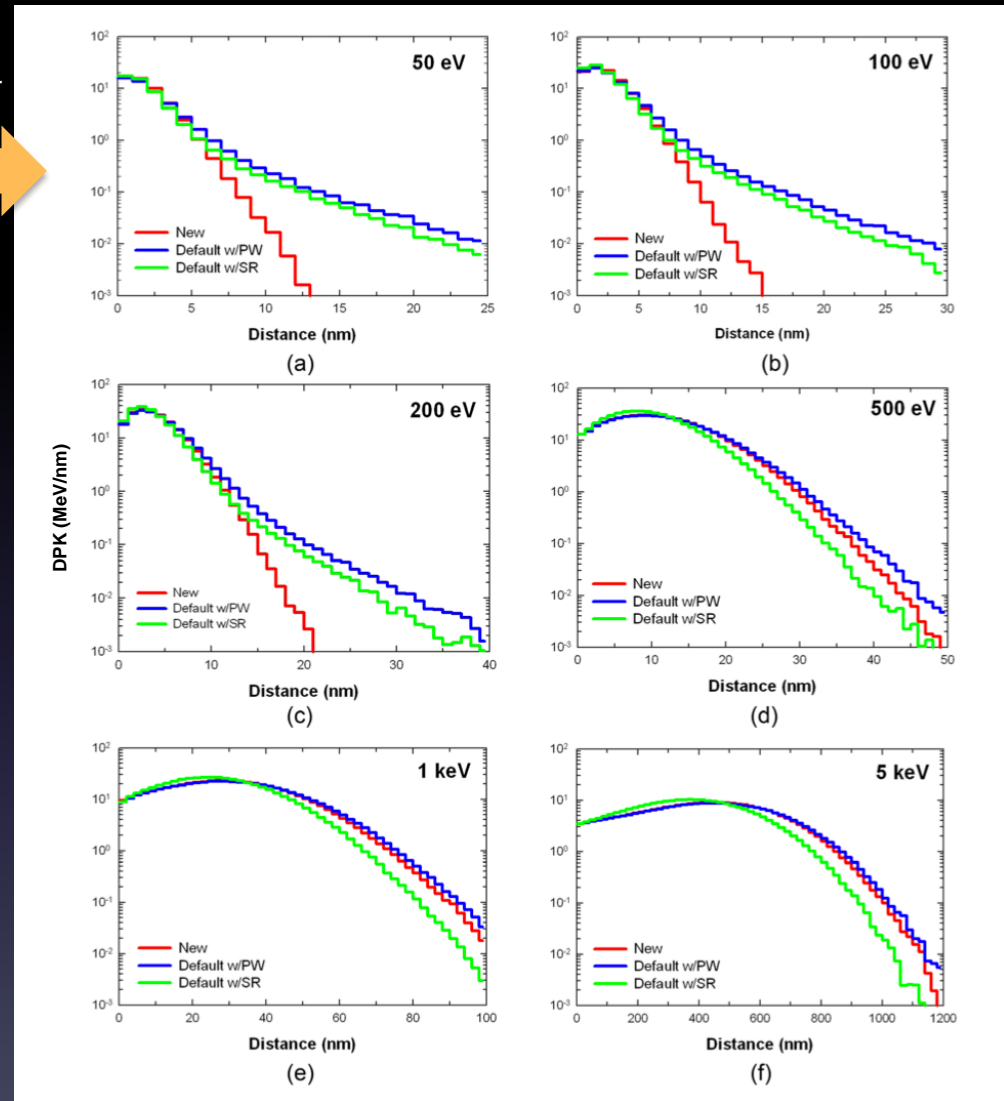 DPK (MeV/nm)
50 eV
10²
10¹
10⁰
10⁻¹
10⁻²
10⁻³
New
Default w/PW
Default w/SR
0 5 10 15 20 25
Distance (nm)
(a)
100 eV
10²
10¹
10⁰
10⁻¹
10⁻²
10⁻³
New
Default w/PW
Default w/SR
0 5 10 15 20 25 30
Distance (nm)
(b)
200 eV
10²
10¹
10⁰
10⁻¹
10⁻²
10⁻³
New
Default w/PW
Default w/SR
0 10 20 30 40
Distance (nm)
(c)
500 eV
10²
10¹
10⁰
10⁻¹
10⁻²
10⁻³
New
Default w/PW
Default w/SR
0 10 20 30 40 50
Distance (nm)
(d)
1 keV
10²
10¹
10⁰
10⁻¹
10⁻²
10⁻³
New
Default w/PW
Default w/SR
0 20 40 60 80 100
Distance (nm)
(e)
5 keV
10²
10¹
10⁰
10⁻¹
10⁻²
10⁻³
New
Default w/PW
Default w/SR
0 200 400 600 800 1000 1200
Distance (nm)
(f)